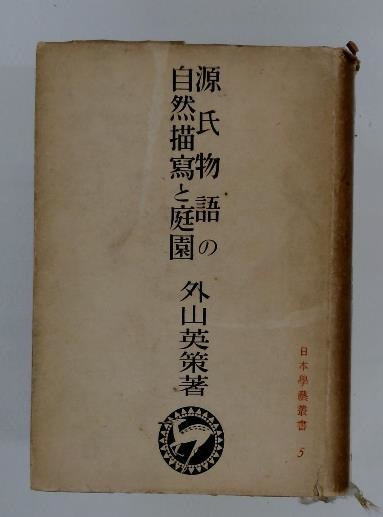 源氏物語の
自然描寫と庭園
外山英策著
日本學藝叢書 5